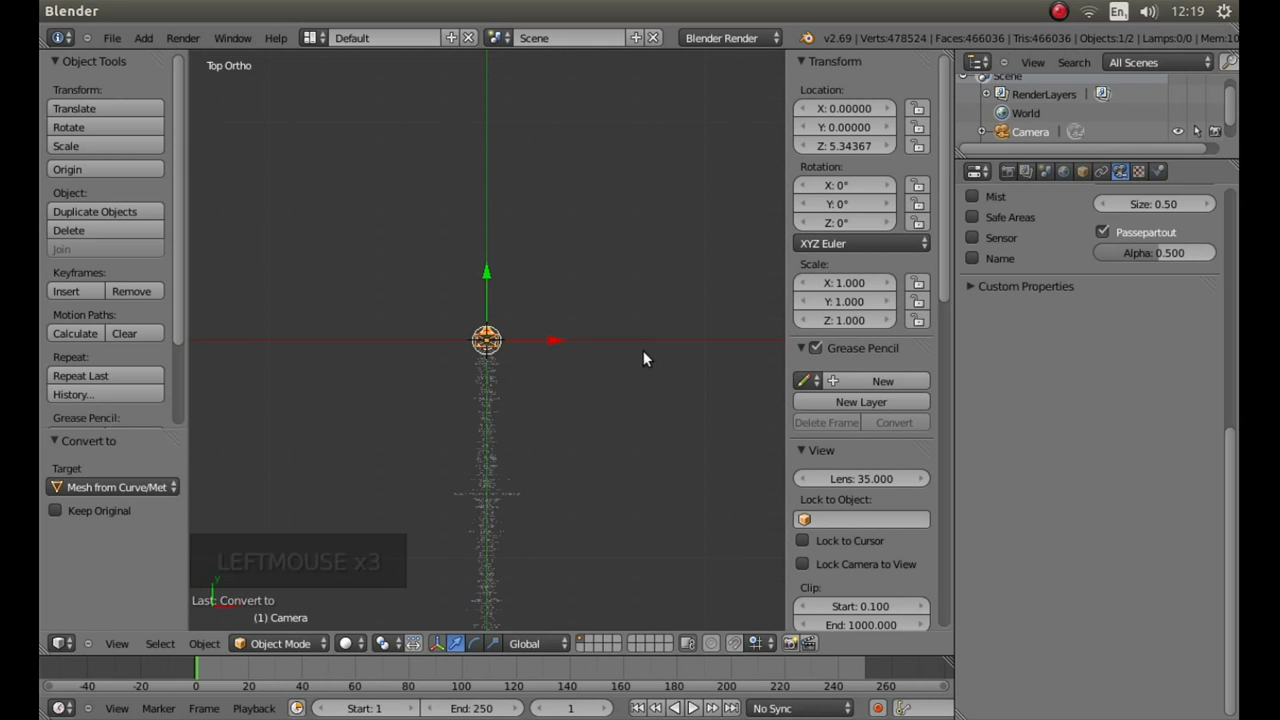 Blender
En1
12:19
File Add Render Window Help
Default
Scene
Blender Render
v2.69 | Verts:478524 | Faces:466036 | Tris:466036 | Objects:1/2 | Lamps:0/0 | Mem:10
Object Tools
Transform:
Translate
Rotate
Scale
Origin
Object:
Duplicate Objects
Delete
Join
Keyframes:
Insert Remove
Motion Paths:
Calculate Clear
Repeat:
Repeat Last
History...
Grease Pencil:
Convert to
Target
Mesh from Curve/Met
Keep Original
Top Ortho
LEFTMOUSE x3
y
Last: Convert to
(1) Camera
Transform
Location:
X: 0.00000
Y: 0.00000
Z: 5.34367
Rotation:
X: 0°
Y: 0°
Z: 0°
XYZ Euler
Scale:
X: 1.000
Y: 1.000
Z: 1.000
Grease Pencil
New
New Layer
Delete Frame Convert
View
Lens: 35.000
Lock to Object:
Lock to Cursor
Lock Camera to View
Clip:
Start: 0.100
End: 1000.000
View Search All Scenes
Scene
RenderLayers
World
Camera
Mist
Safe Areas
Sensor
Name
Size: 0.50
Passepartout
Alpha: 0.500
Custom Properties
View Select Object Object Mode Global
-40 -20 0 20 40 60 80 100 120 140 160 180 200 220 240 260
View Marker Frame Playback Start: 1 End: 250 1 No Sync